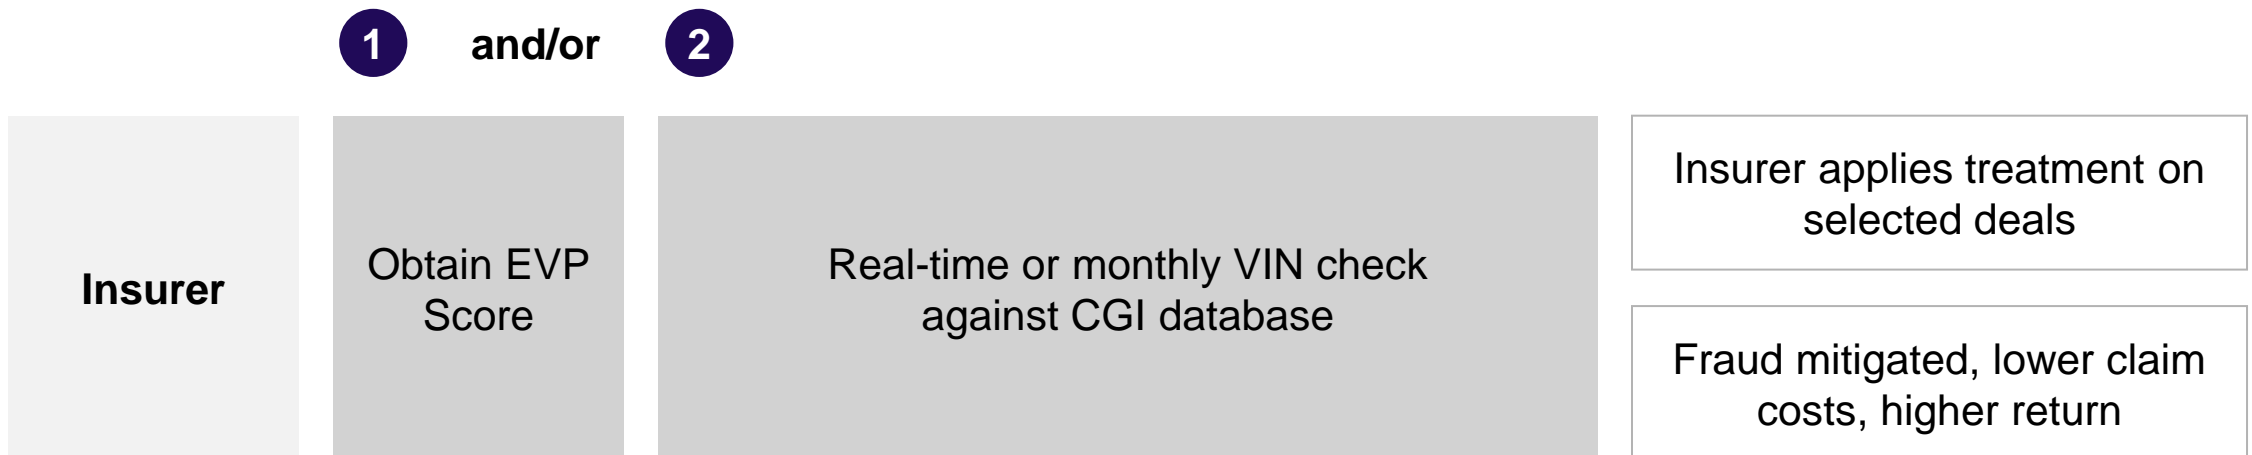 1 and/or 2
Insurer
Obtain EVP
Score
Real-time or monthly VIN check
against CGI database
Insurer applies treatment on
selected deals
Fraud mitigated, lower claim
costs, higher return